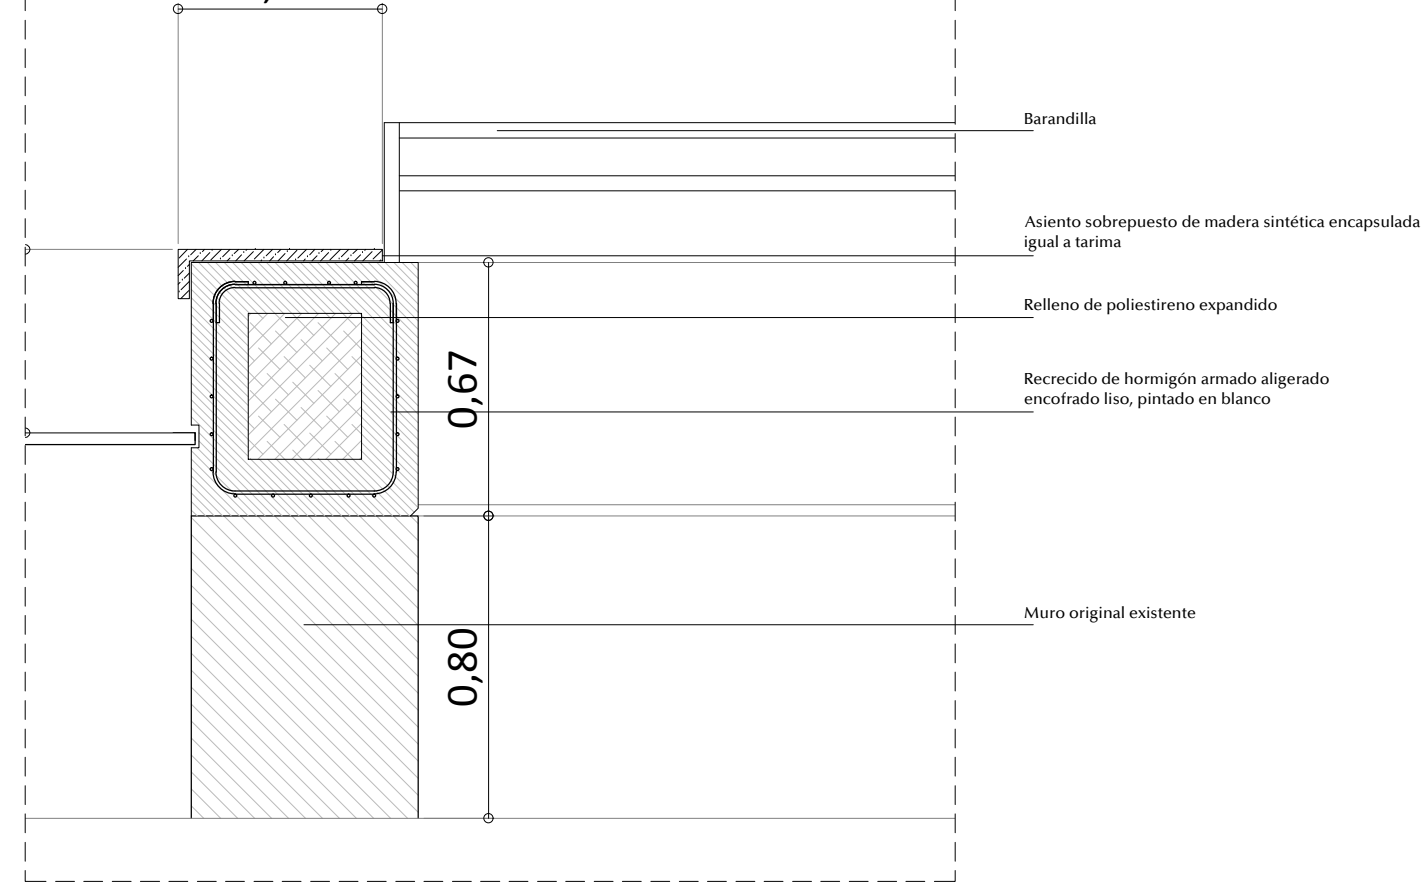 Barandilla
Asiento sobrepuesto de madera sintética encapsulada
igual a tarima
Relleno de poliestireno expandido
0,67
Recrecido de hormigón armado aligerado
encofrado liso, pintado en blanco
Muro original existente
0,80